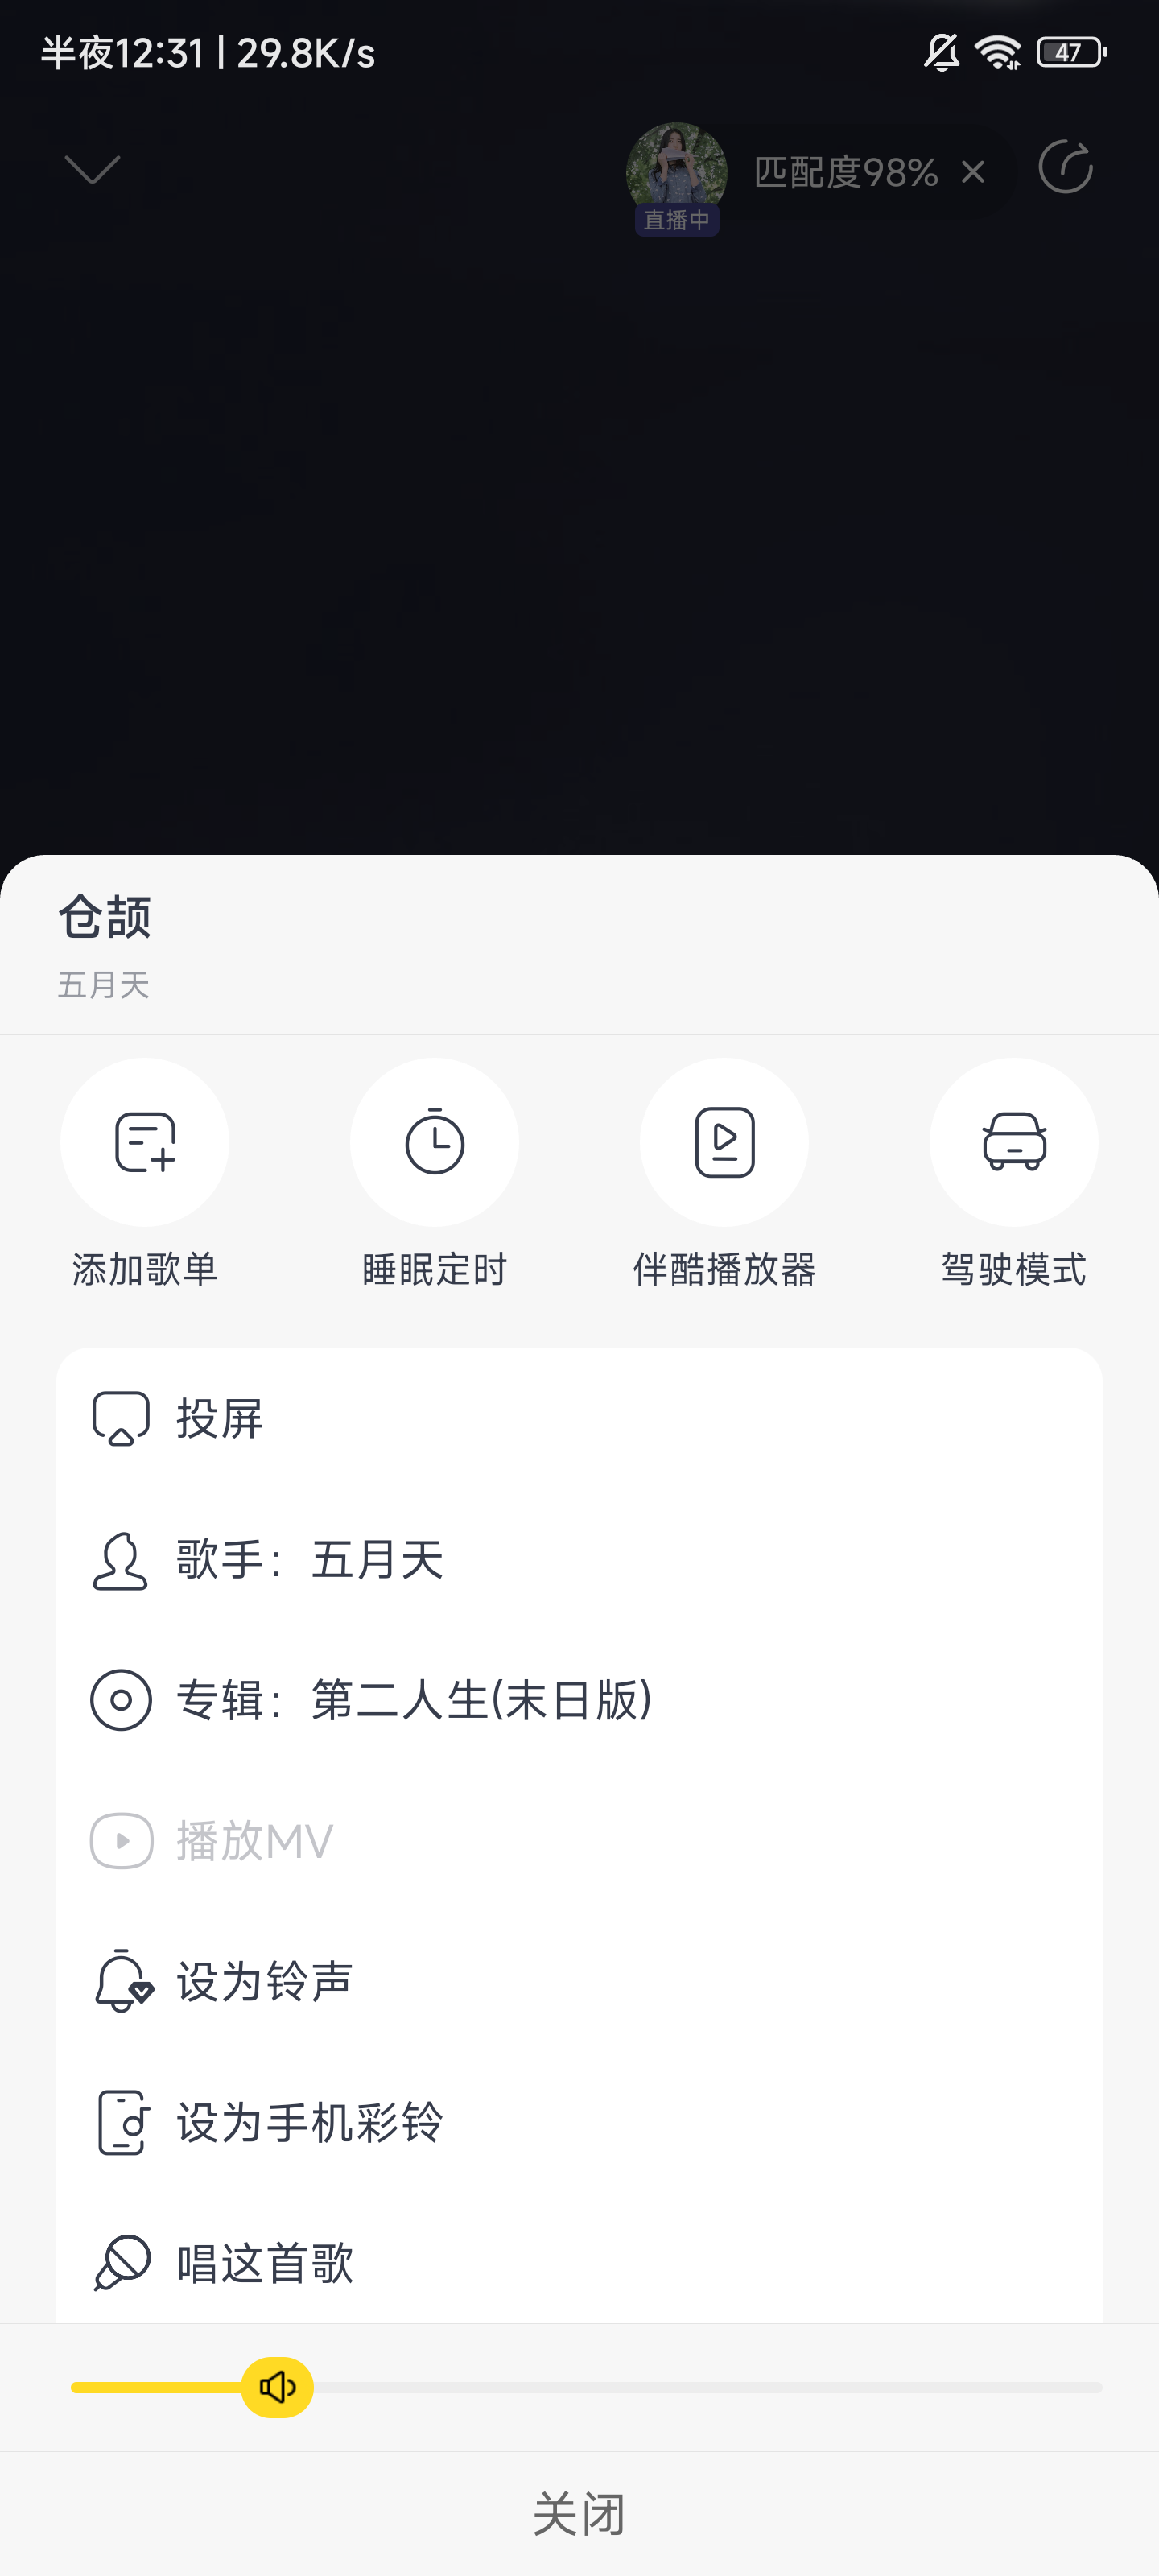 半夜12:31 | 29.8K/s
47
匹配度98%
直播中
仓颉
五月天
添加歌单
睡眠定时
伴酷播放器
驾驶模式
投屏
歌手：五月天
专辑：第二人生(末日版)
播放MV
设为铃声
设为手机彩铃
唱这首歌
关闭